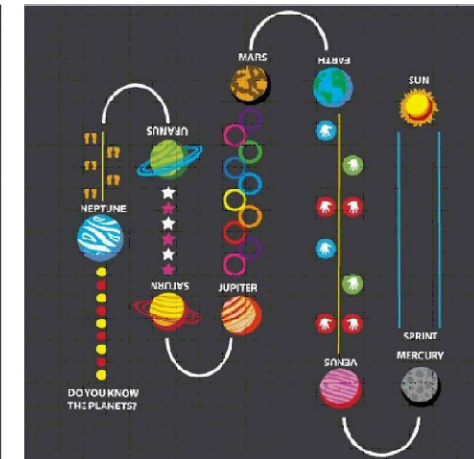 MARS
EARTH
SUN
URANUS
NEPTUNE
SATURN
JUPITER
SPRINT
VENUS
MERCURY
DO YOU KNOW
THE PLANETS?